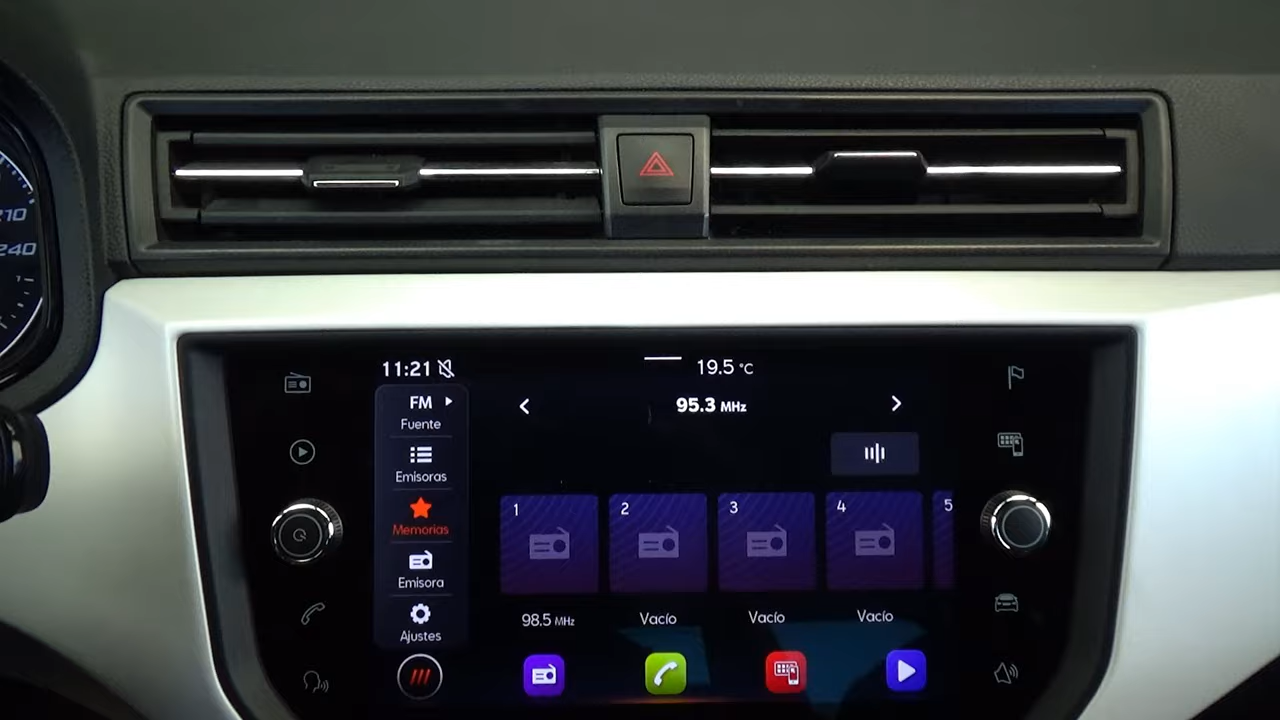 210
240
11:21
19.5 °C
FM
Fuente
95.3 MHz
Emisoras
Memorias
Emisora
Ajustes
1
2
3
4
5
98.5 MHz
Vacío
Vacío
Vacío